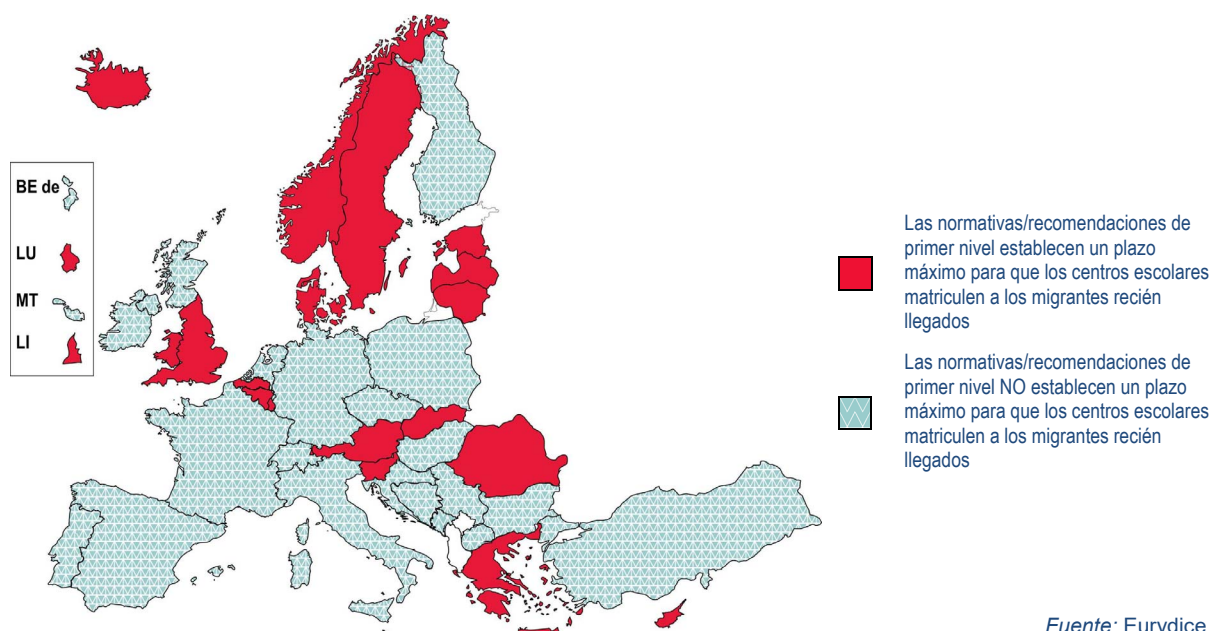 BE de
LU
MT
LI
Las normativas/recomendaciones de
primer nivel establecen un plazo
máximo para que los centros escolares
matriculen a los migrantes recién
llegados
Las normativas/recomendaciones de
primer nivel NO establecen un plazo
máximo para que los centros escolares
matriculen a los migrantes recién
llegados
Fuente: Eurydice